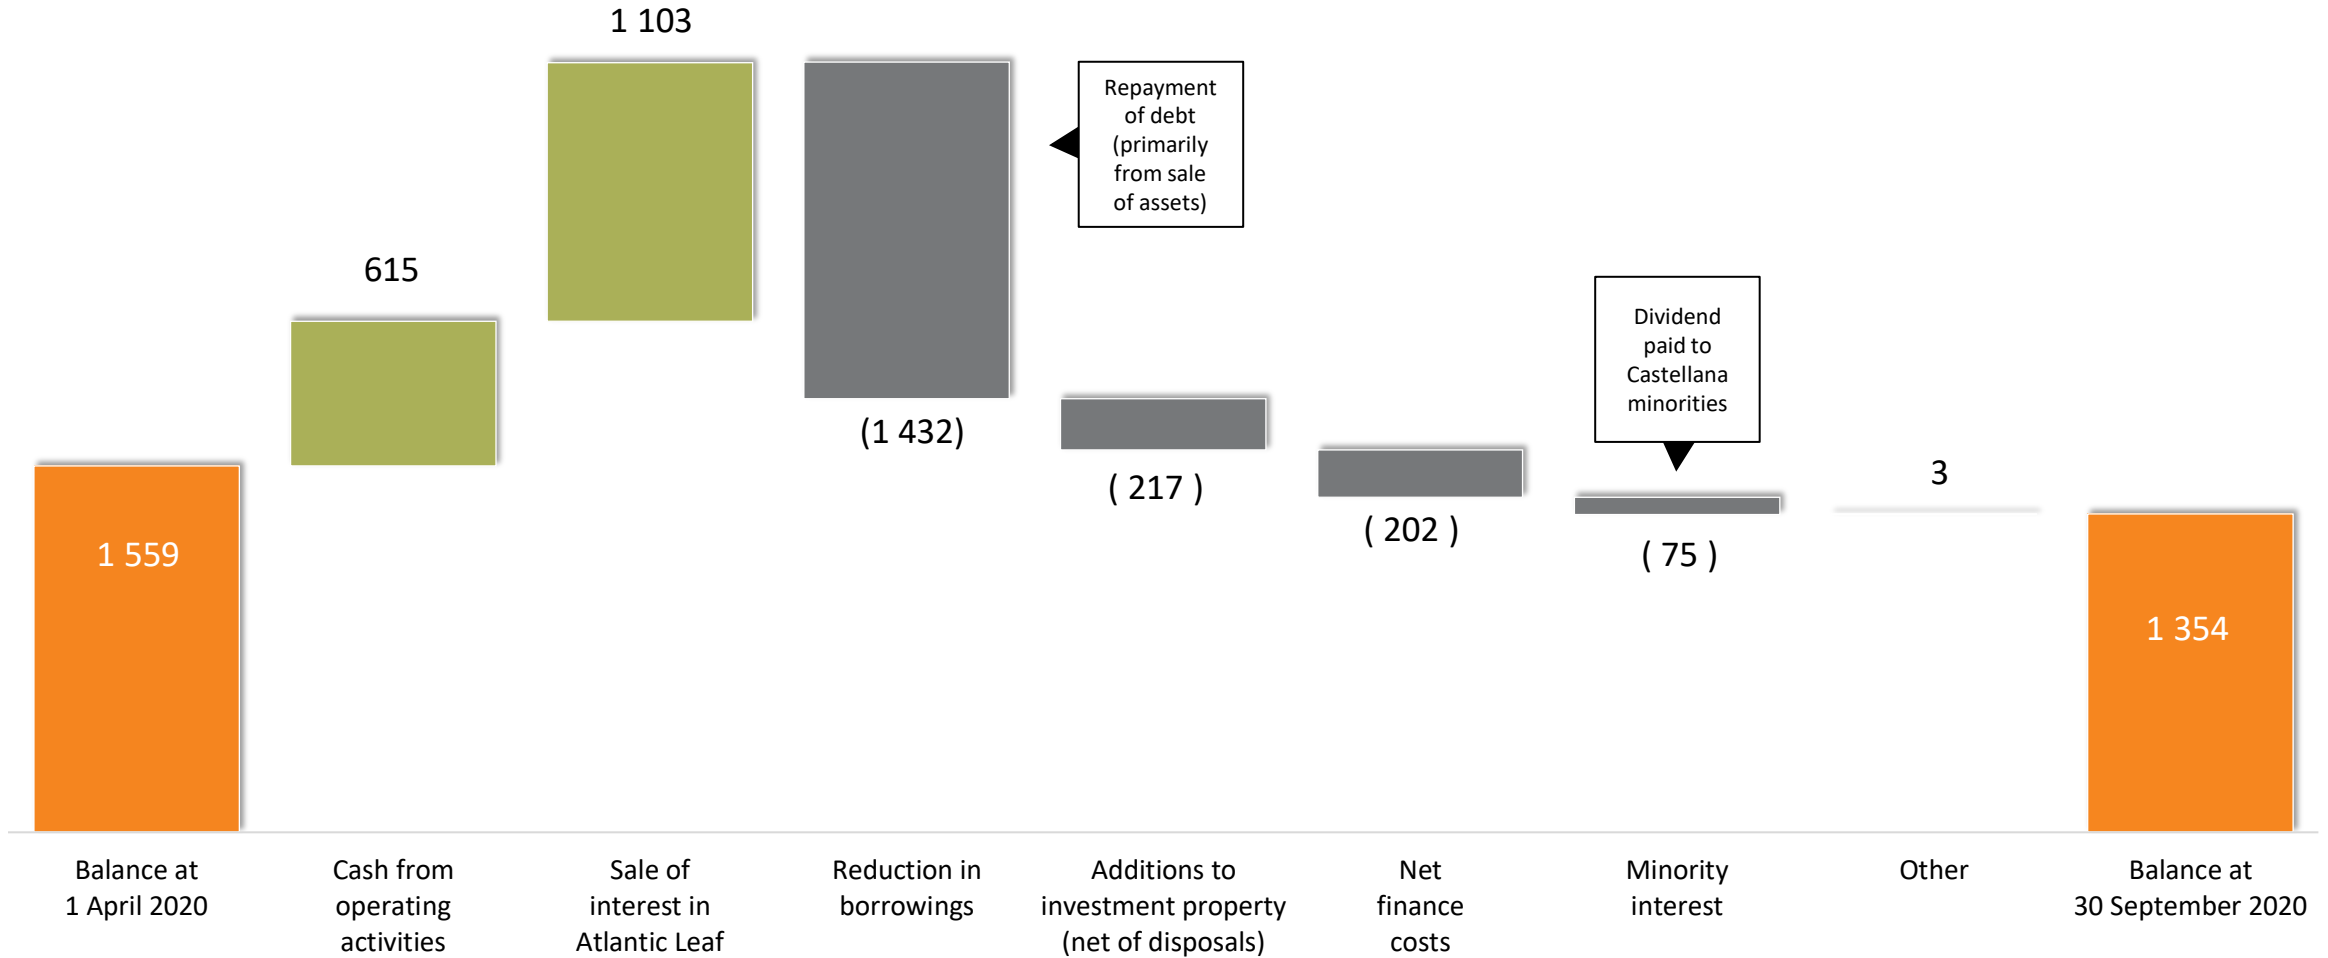 1 103
Repayment
of debt
(primarily
from sale
of assets)
615
Dividend
paid to
Castellana
minorities
(1 432)
( 217 )
3
( 202 )
1 559
( 75 )
1 354
Balance at
1 April 2020
Cash from
operating
activities
Sale of
interest in
Atlantic Leaf
Reduction in
borrowings
Additions to
investment property
(net of disposals)
Net
finance
costs
Minority
interest
Other
Balance at
30 September 2020